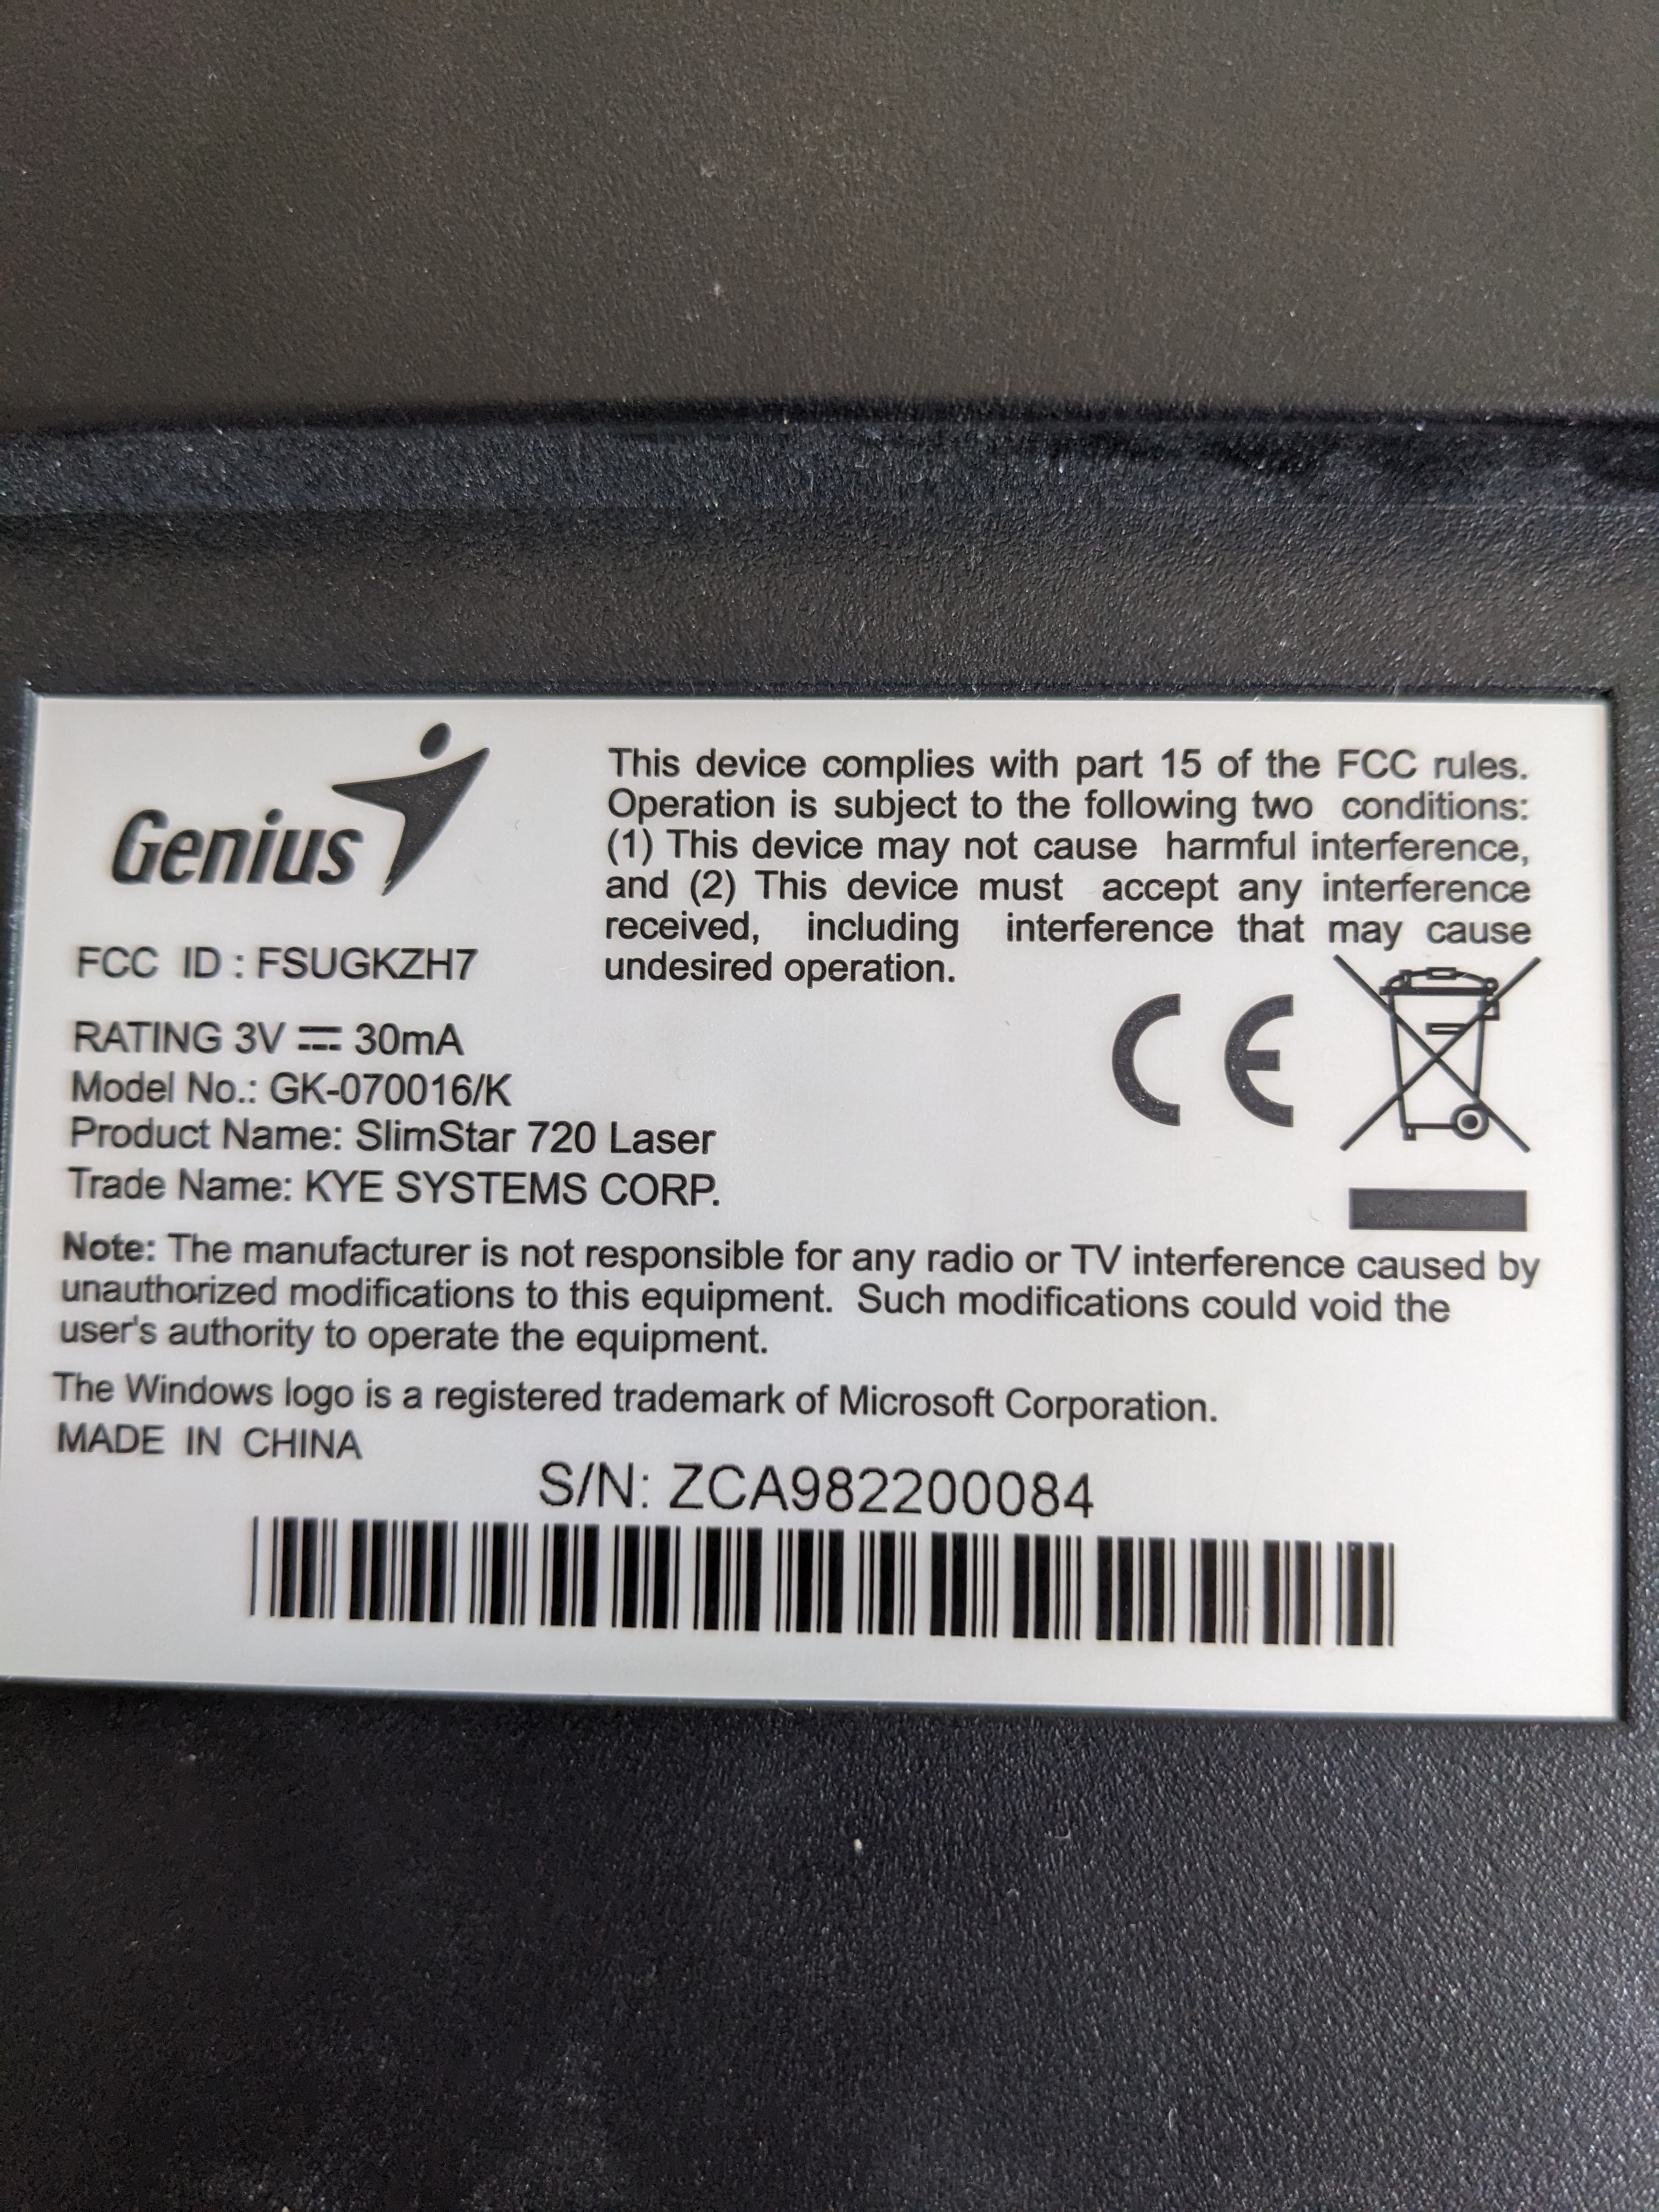 Genius
This device complies with part 15 of the FCC rules.
Operation is subject to the following two conditions:
(1) This device may not cause harmful interference,
and (2) This device must accept any interference
received, including interference that may cause
undesired operation.
FCC ID : FSUGKZH7
RATING 3V ⎓ 30mA
Model No.: GK-070016/K
Product Name: SlimStar 720 Laser
Trade Name: KYE SYSTEMS CORP.
CE
Note: The manufacturer is not responsible for any radio or TV interference caused by
unauthorized modifications to this equipment. Such modifications could void the
user's authority to operate the equipment.
The Windows logo is a registered trademark of Microsoft Corporation.
MADE IN CHINA
S/N: ZCA982200084